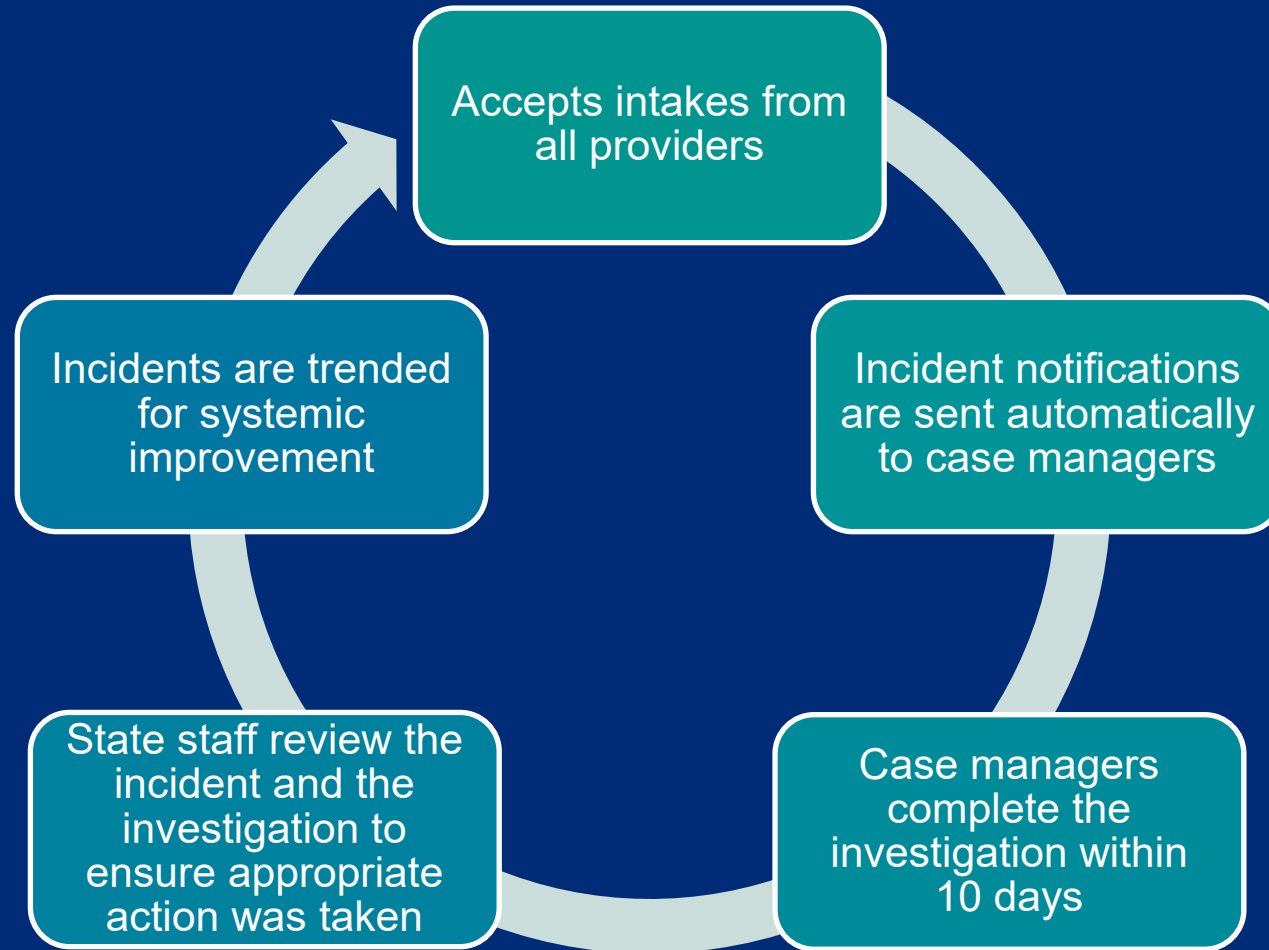 Accepts intakes from
all providers
Incident notifications
are sent automatically
to case managers
Case managers
complete the
investigation within
10 days
State staff review the
incident and the
investigation to
ensure appropriate
action was taken
Incidents are trended
for systemic
improvement